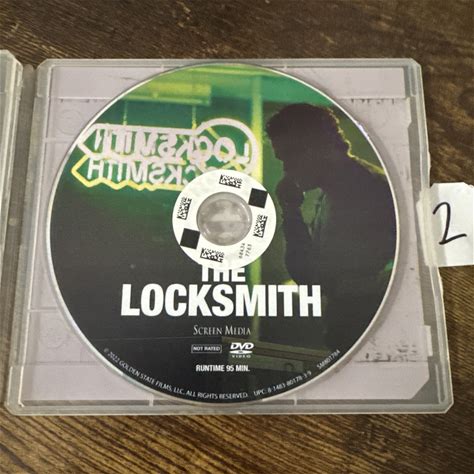 LOCKSMITH
LOCKSMITH
THE
LOCKSMITH
SCREEN MEDIA
NOT RATED DVD VIDEO
RUNTIME 95 MIN.
© 2022 GOLDEN STATE FILMS, LLC. ALL RIGHTS RESERVED. UPC:
2